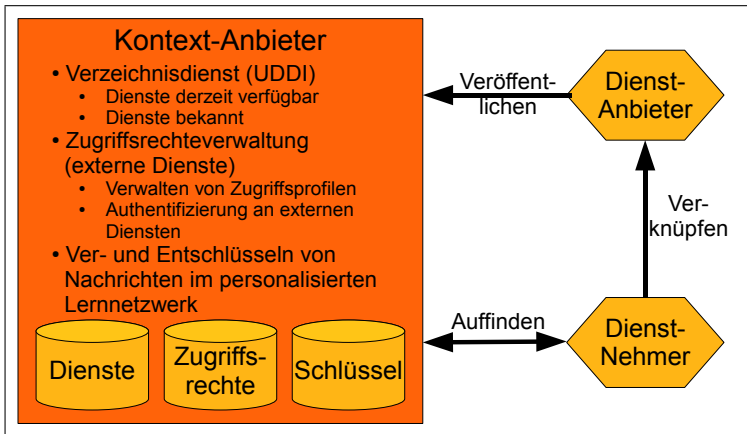 Kontext-Anbieter
• Verzeichnisdienst (UDDI)
• Dienste derzeit verfügbar
• Dienste bekannt
• Zugriffsrechteverwaltung
(externe Dienste)
• Verwalten von Zugriffsprofilen
• Authentifizierung an externen
Diensten
• Ver- und Entschlüsseln von
Nachrichten im personalisierten
Lernnetzwerk
Dienste
Zugriffs-
rechte
Schlüssel
Veröffent-
lichen
Dienst-
Anbieter
Ver-
knüpfen
Auffinden
Dienst-
Nehmer